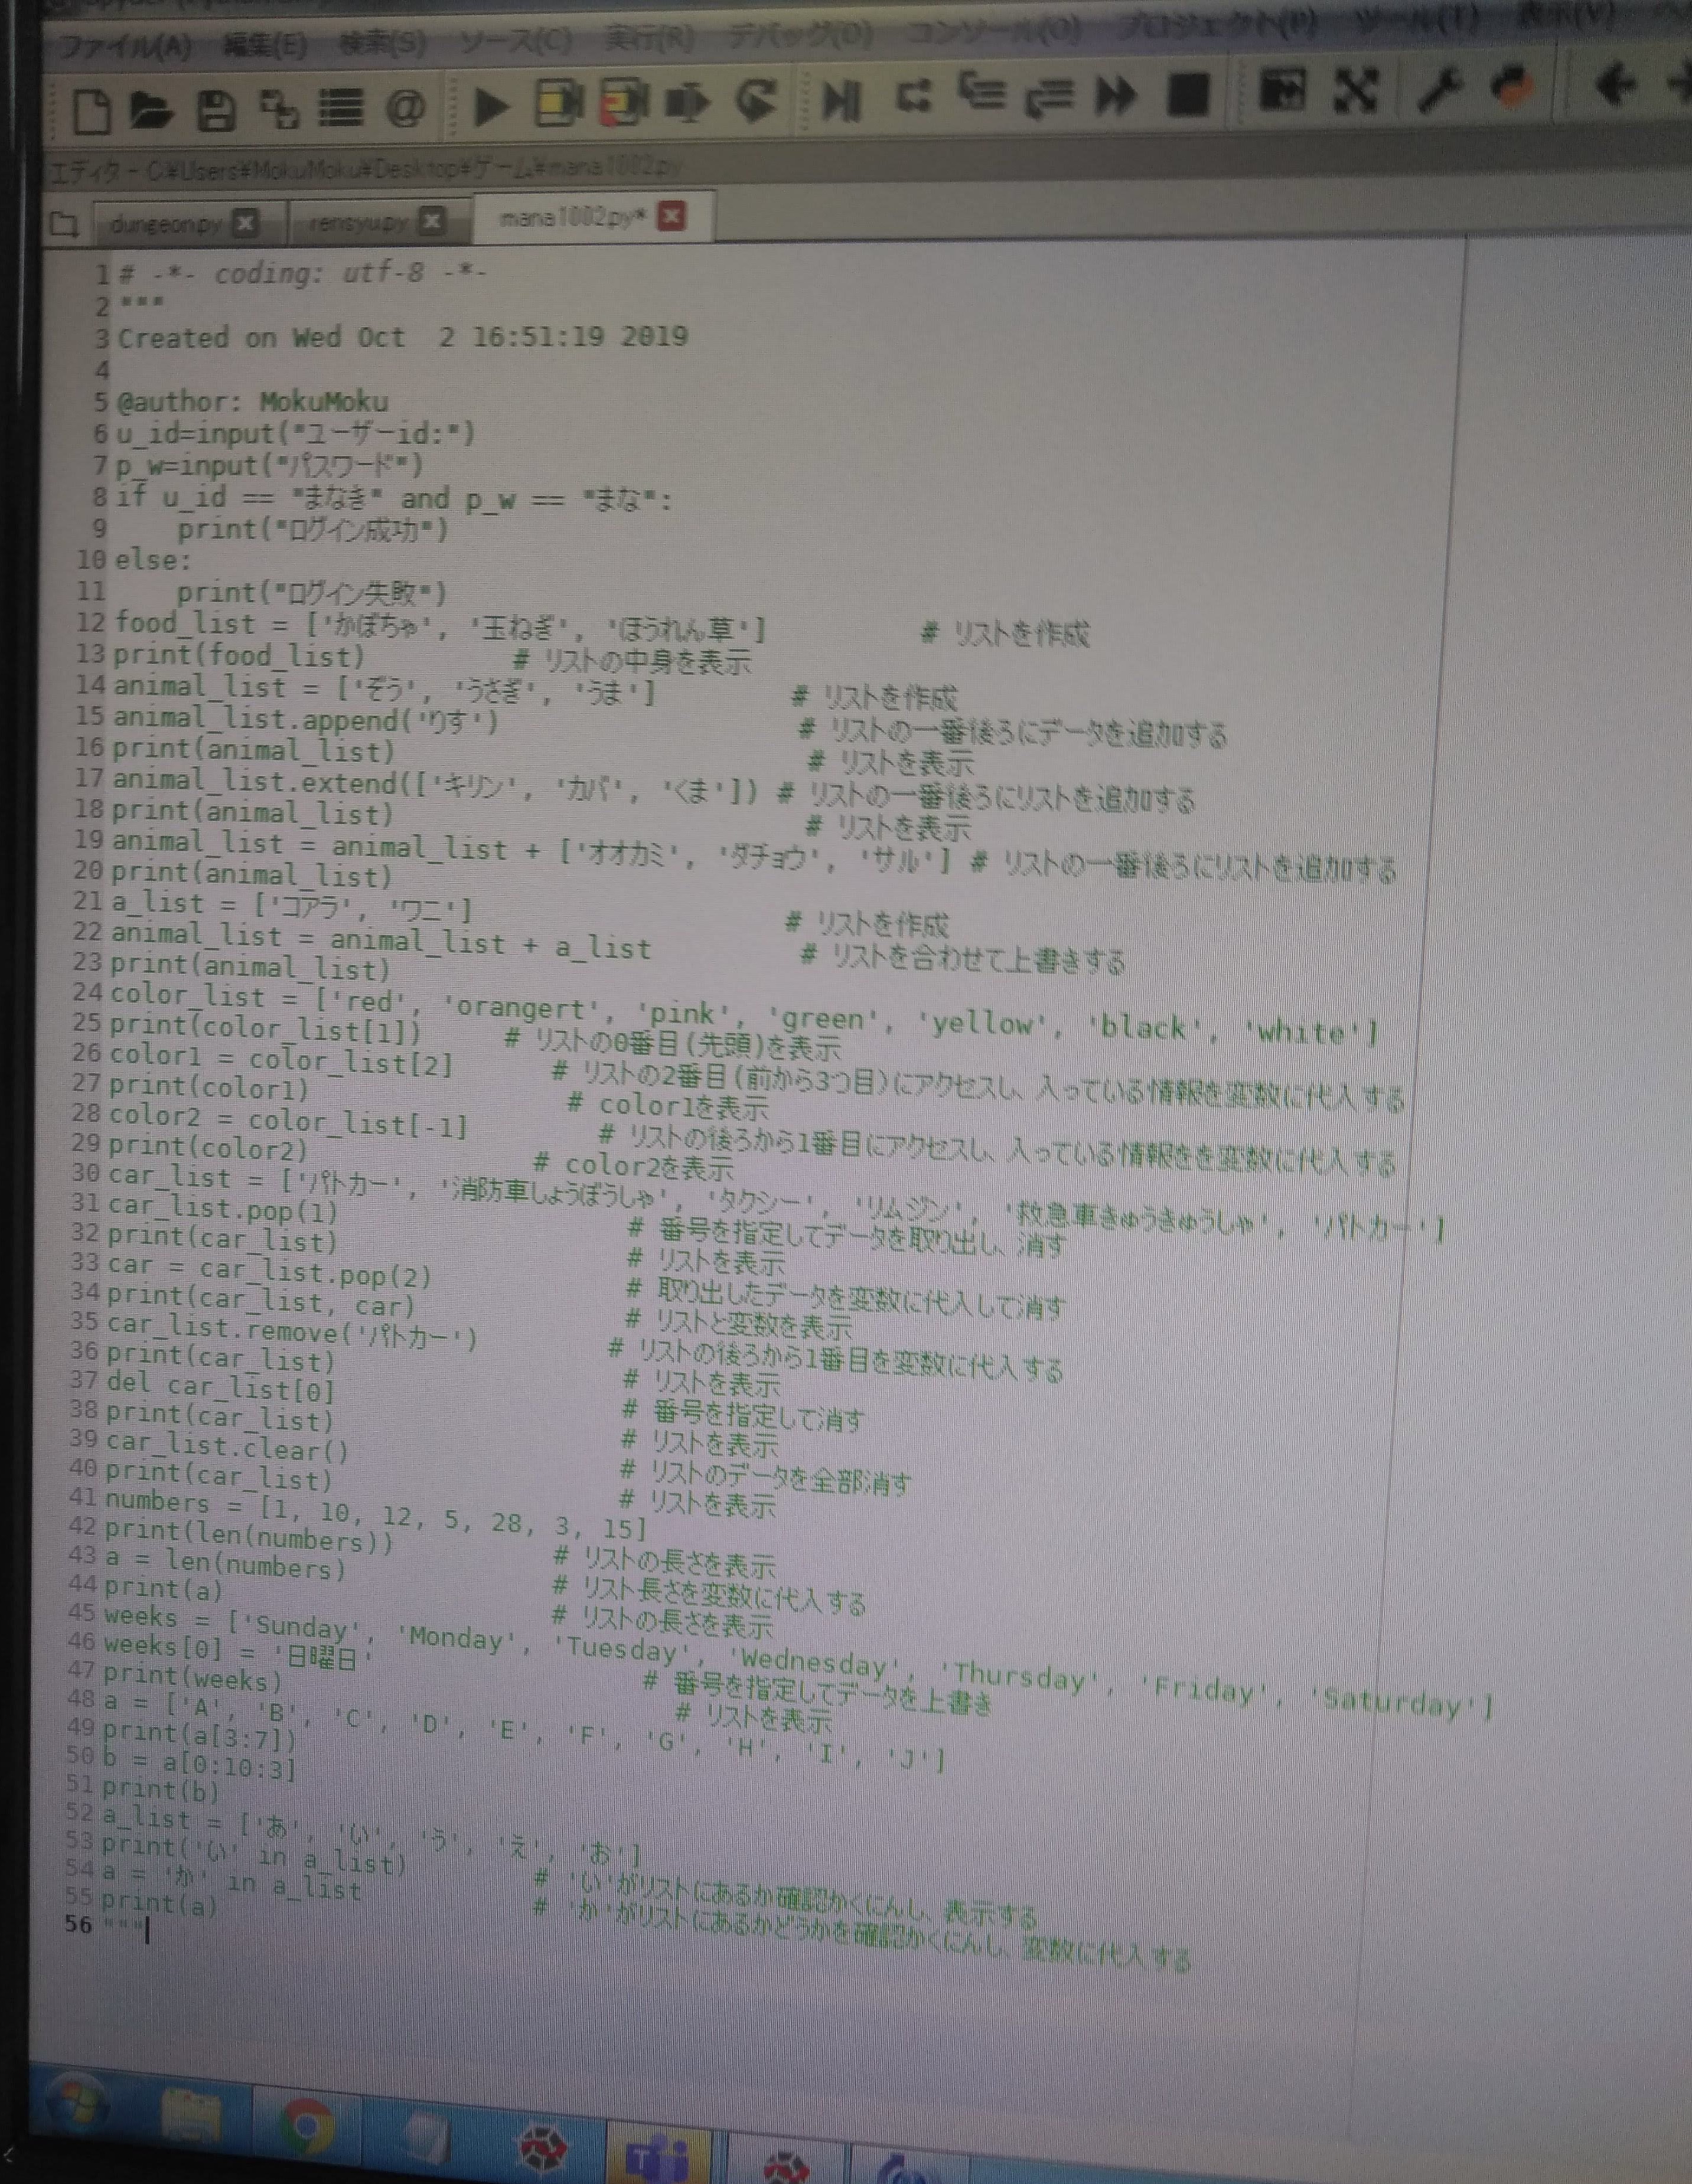 ファイル(A) 編集(E) 検索(S) ソース(C) 実行(R) デバッグ(D) コンソール(O) プロジェクト(P) ツール(T) 表示(V)
エディター - C:¥Users¥MokuMoku¥Desktop¥ゲーム¥mana1002.py
dungeon.py rensyu.py mana1002.py*
1 # -*- coding: utf-8 -*-
2 """
3 Created on Wed Oct  2 16:51:19 2019
4
5 @author: MokuMoku
6 u_id=input("ユーザーid:")
7 p_w=input("パスワード")
8 if u_id == "まなき" and p_w == "まな":
9     print("ログイン成功")
10 else:
11     print("ログイン失敗")
12 food_list = ['かぼちゃ', '玉ねぎ', 'ほうれん草'] # リストを作成
13 print(food_list) # リストの中身を表示
14 animal_list = ['ぞう', 'うさぎ', 'うま'] # リストを作成
15 animal_list.append('りす') # リストの一番後ろにデータを追加する
16 print(animal_list) # リストを表示
17 animal_list.extend(['キリン', 'カバ', 'くま']) # リストの一番後ろにリストを追加する
18 print(animal_list) # リストを表示
19 animal_list = animal_list + ['オオカミ', 'ダチョウ', 'サル'] # リストの一番後ろにリストを追加する
20 print(animal_list)
21 a_list = ['コアラ', 'ワニ'] # リストを作成
22 animal_list = animal_list + a_list # リストを合わせて上書きする
23 print(animal_list)
24 color_list = ['red', 'orangert', 'pink', 'green', 'yellow', 'black', 'white']
25 print(color_list[1]) # リストの0番目(先頭)を表示
26 color1 = color_list[2] # リストの2番目(前から3つ目)にアクセスし、入っている情報を変数に代入する
27 print(color1) # color1を表示
28 color2 = color_list[-1] # リストの後ろから1番目にアクセスし、入っている情報をを変数に代入する
29 print(color2) # color2を表示
30 car_list = ['パトカー', '消防車しょうぼうしゃ', 'タクシー', 'リムジン', '救急車きゅうきゅうしゃ', 'パトカー']
31 car_list.pop(1) # 番号を指定してデータを取り出し、消す
32 print(car_list) # リストを表示
33 car = car_list.pop(2) # 取り出したデータを変数に代入して消す
34 print(car_list, car) # リストと変数を表示
35 car_list.remove('パトカー') # リストの後ろから1番目を変数に代入する
36 print(car_list) # リストを表示
37 del car_list[0] # 番号を指定して消す
38 print(car_list) # リストを表示
39 car_list.clear() # リストのデータを全部消す
40 print(car_list) # リストを表示
41 numbers = [1, 10, 12, 5, 28, 3, 15]
42 print(len(numbers)) # リストの長さを表示
43 a = len(numbers) # リスト長さを変数に代入する
44 print(a) # リストの長さを表示
45 weeks = ['Sunday', 'Monday', 'Tuesday', 'Wednesday', 'Thursday', 'Friday', 'Saturday']
46 weeks[0] = '日曜日' # 番号を指定してデータを上書き
47 print(weeks) # リストを表示
48 a = ['A', 'B', 'C', 'D', 'E', 'F', 'G', 'H', 'I', 'J']
49 print(a[3:7])
50 b = a[0:10:3]
51 print(b)
52 a_list = ['あ', 'い', 'う', 'え', 'お']
53 print('い' in a_list) # 'い'がリストにあるか確認かくにんし、表示する
54 a = 'か' in a_list # 'か'がリストにあるかどうかを確認かくにんし、変数に代入する
55 print(a)
56 """